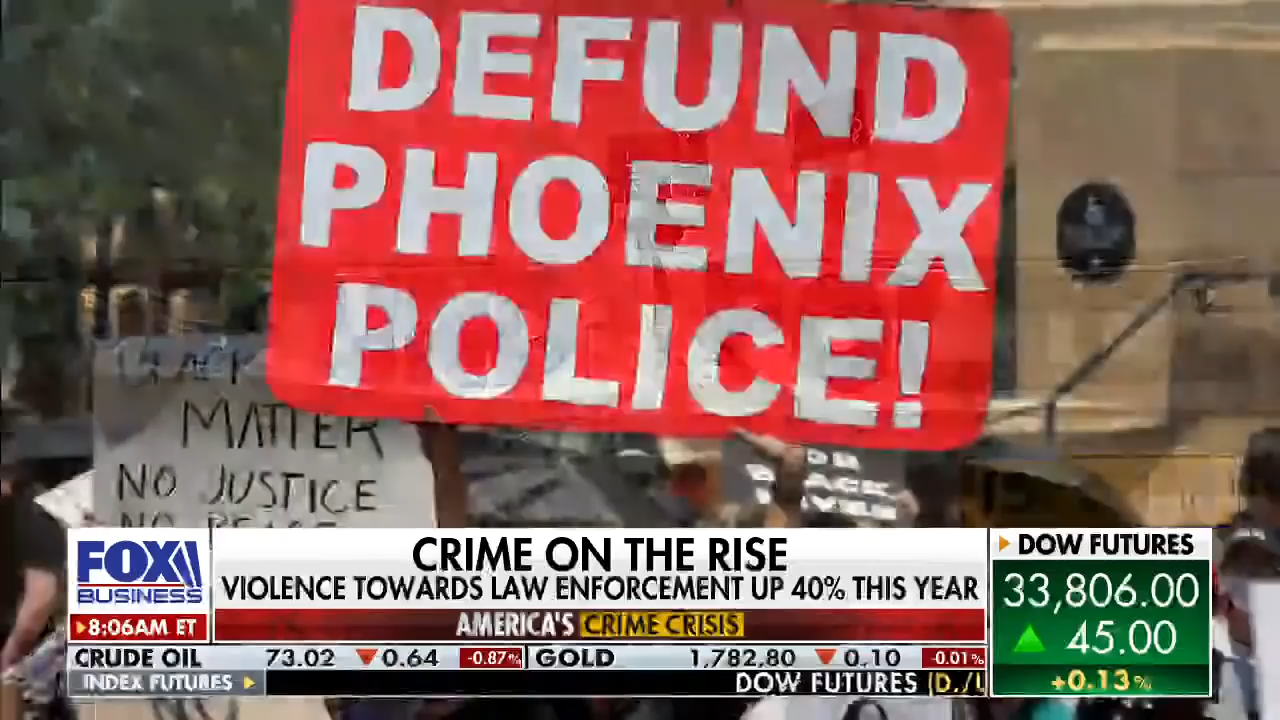 DEFUND
PHOENIX
POLICE!
MATTER
NO JUSTICE
FOX
BUSINESS
8:06AM ET
CRIME ON THE RISE
VIOLENCE TOWARDS LAW ENFORCEMENT UP 40% THIS YEAR
AMERICA'S CRIME CRISIS
DOW FUTURES
33,806.00
45.00
+0.13%
CRUDE OIL 73.02 0.64 -0.87% GOLD 1,782.80 0.10 -0.01%
INDEX FUTURES DOW FUTURES